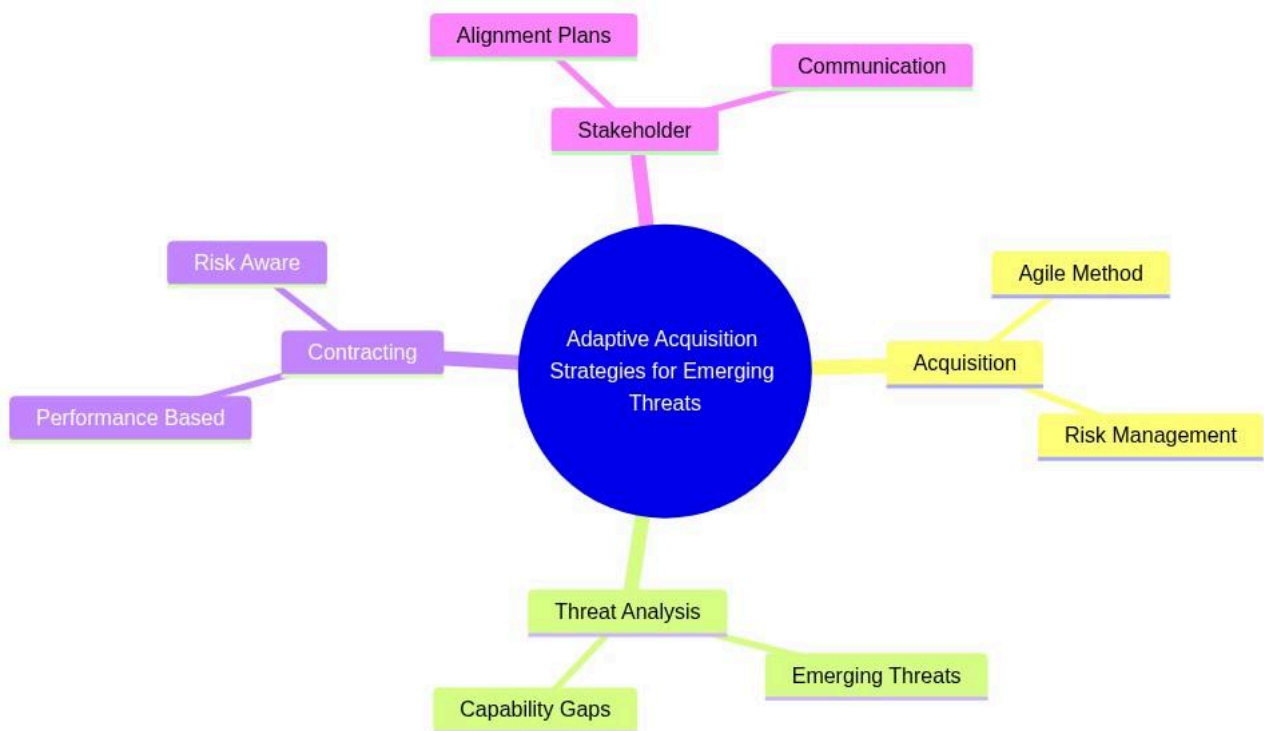 Alignment Plans
Communication
Stakeholder
Risk Aware
Contracting
Performance Based
Adaptive Acquisition
Strategies for Emerging
Threats
Agile Method
Acquisition
Risk Management
Threat Analysis
Emerging Threats
Capability Gaps